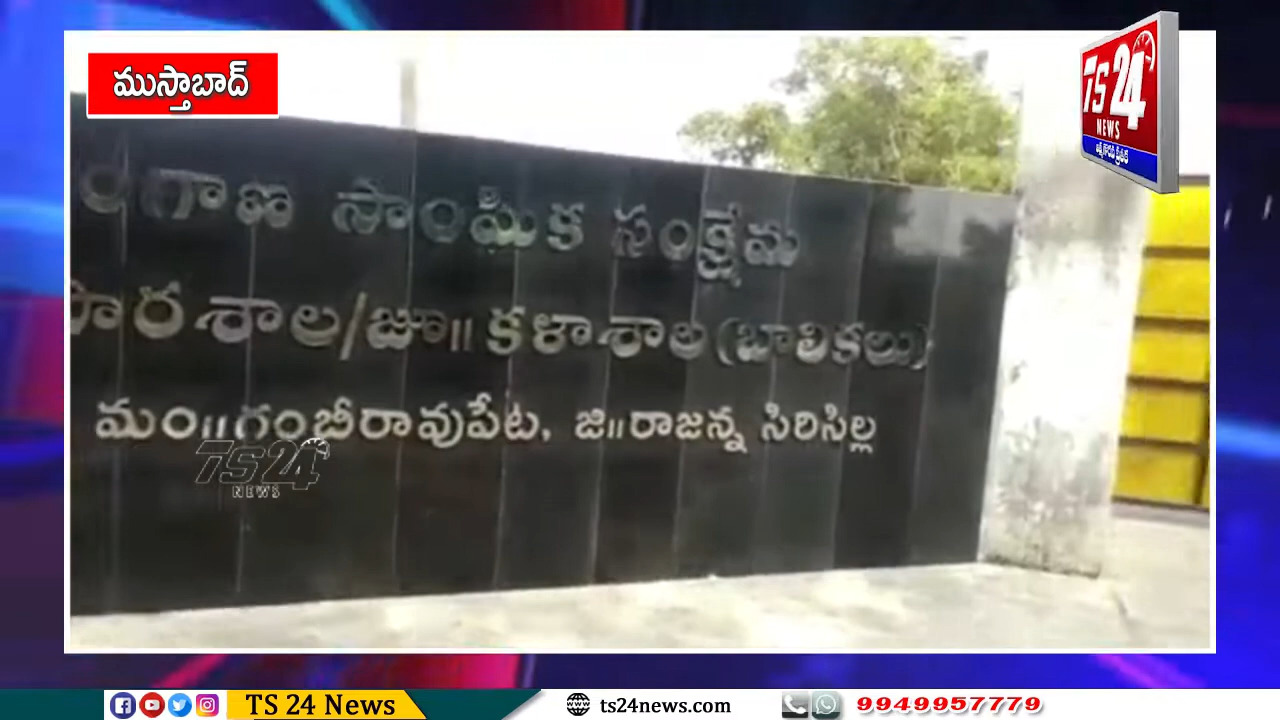 ముస్తాబాద్
TS 24
NEWS
సాంఘిక సంక్షేమ
శాల/జూ॥ కళాశాల (బాలికలు)
మం॥గంభీరావుపేట, జి॥రాజన్న సిరిసిల్ల
TS 24
NEWS
TS 24 News
ts24news.com
9949957779